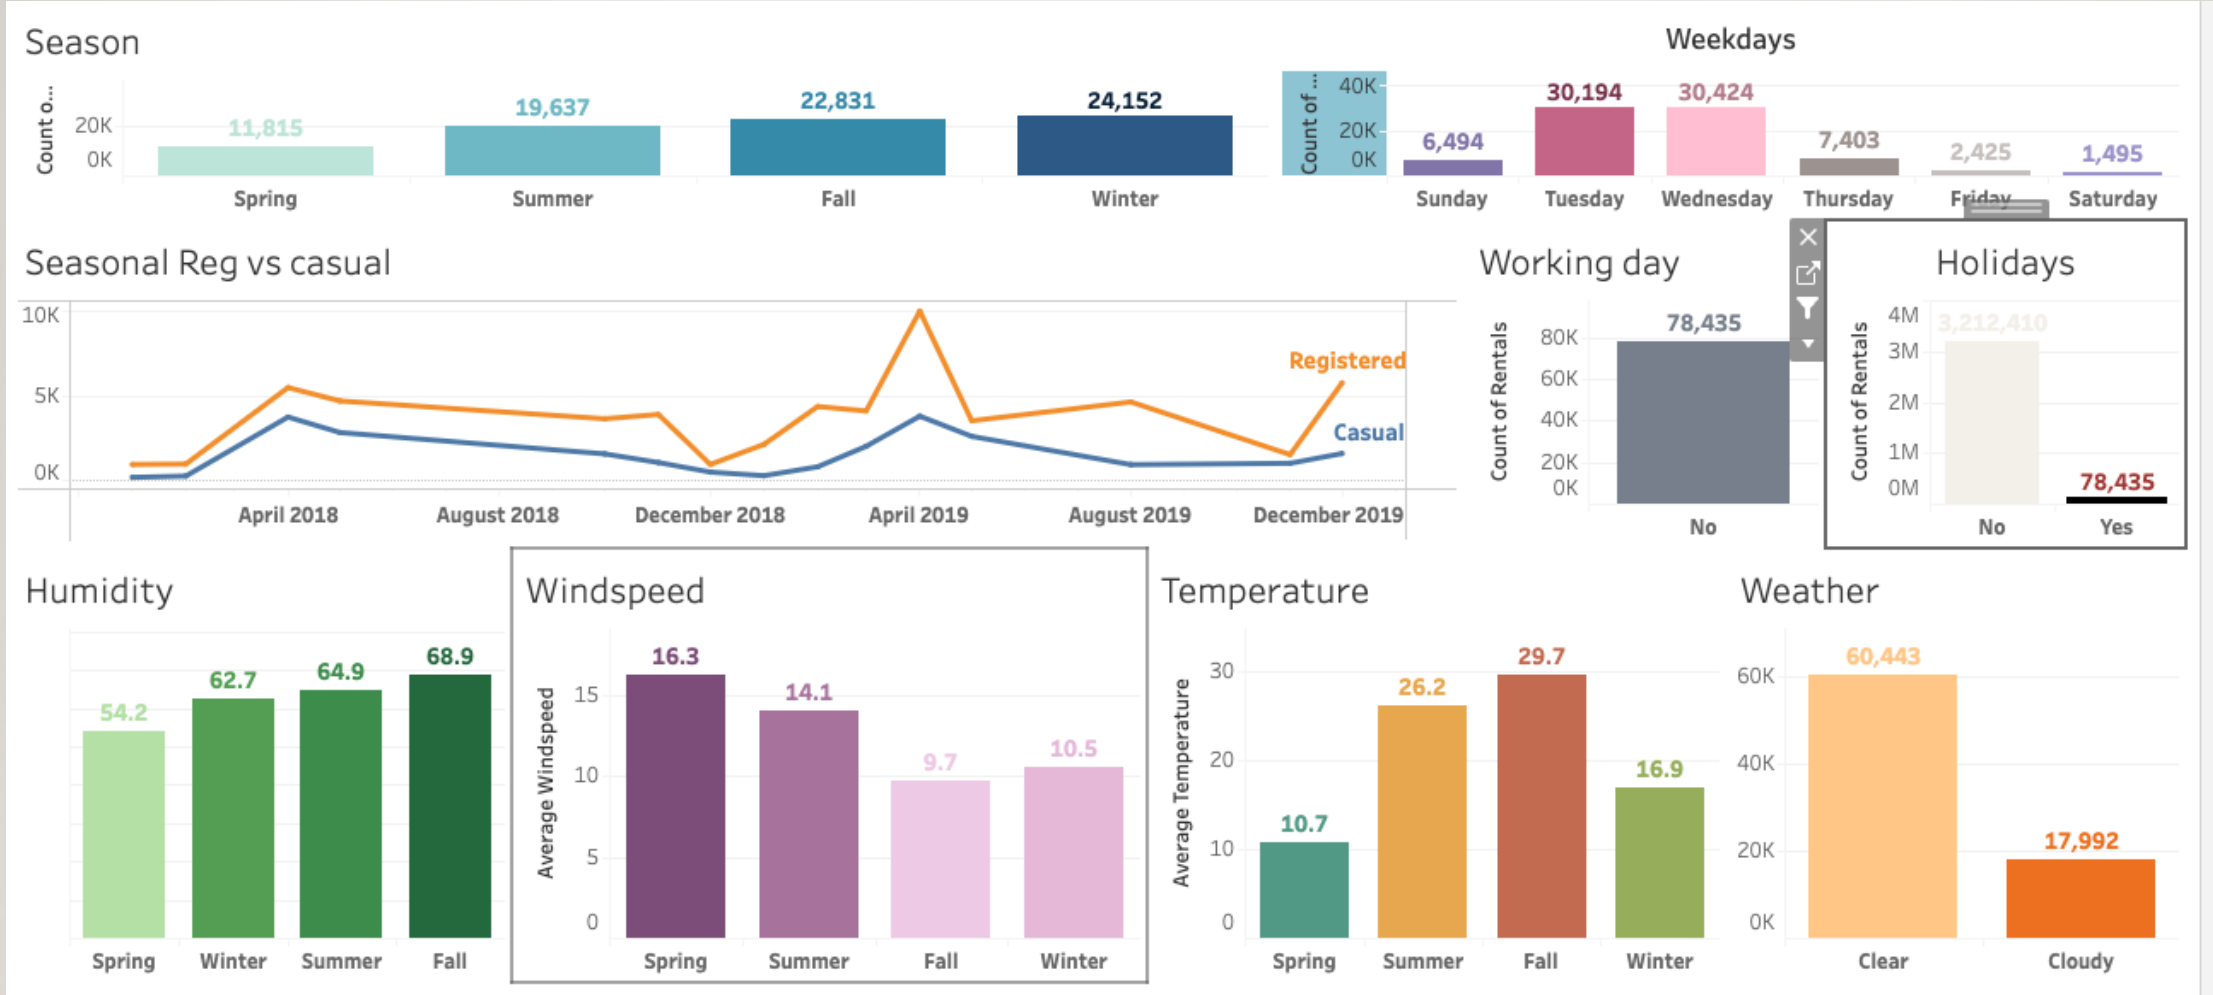 Season
Count o...
20K
0K
11,815
19,637
22,831
24,152
Spring
Summer
Fall
Winter
Weekdays
Count of ...
40K
20K
0K
6,494
30,194
30,424
7,403
2,425
1,495
Sunday
Tuesday
Wednesday
Thursday
Friday
Saturday
Seasonal Reg vs casual
10K
5K
0K
Registered
Casual
April 2018
August 2018
December 2018
April 2019
August 2019
December 2019
Working day
Count of Rentals
80K
60K
40K
20K
0K
78,435
No
Holidays
Count of Rentals
4M
3M
2M
1M
0M
3,212,410
78,435
No
Yes
Humidity
54.2
62.7
64.9
68.9
Spring
Winter
Summer
Fall
Windspeed
Average Windspeed
15
10
5
0
16.3
14.1
9.7
10.5
Spring
Summer
Fall
Winter
Temperature
Average Temperature
30
20
10
0
10.7
26.2
29.7
16.9
Spring
Summer
Fall
Winter
Weather
60K
40K
20K
0K
60,443
17,992
Clear
Cloudy